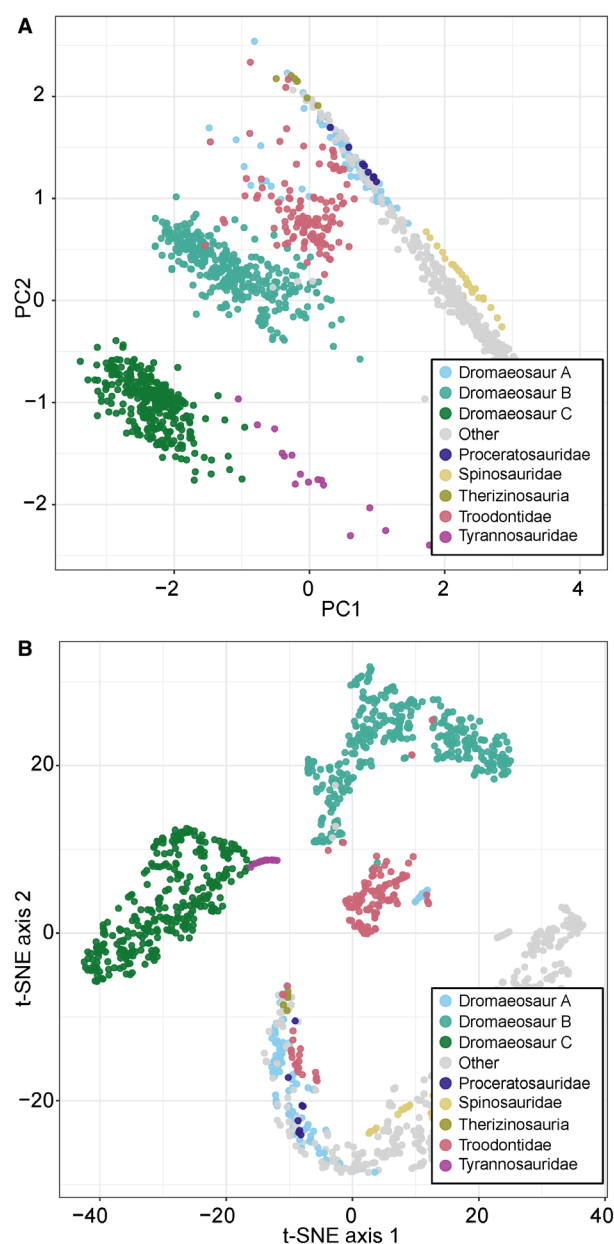 A
2
1
0
−1
−2
PC2
−2
0
2
4
PC1
Dromaeosaur A
Dromaeosaur B
Dromaeosaur C
Other
Proceratosauridae
Spinosauridae
Therizinosauria
Troodontidae
Tyrannosauridae
B
20
0
−20
t-SNE axis 2
−40
−20
0
20
40
t-SNE axis 1
Dromaeosaur A
Dromaeosaur B
Dromaeosaur C
Other
Proceratosauridae
Spinosauridae
Therizinosauria
Troodontidae
Tyrannosauridae